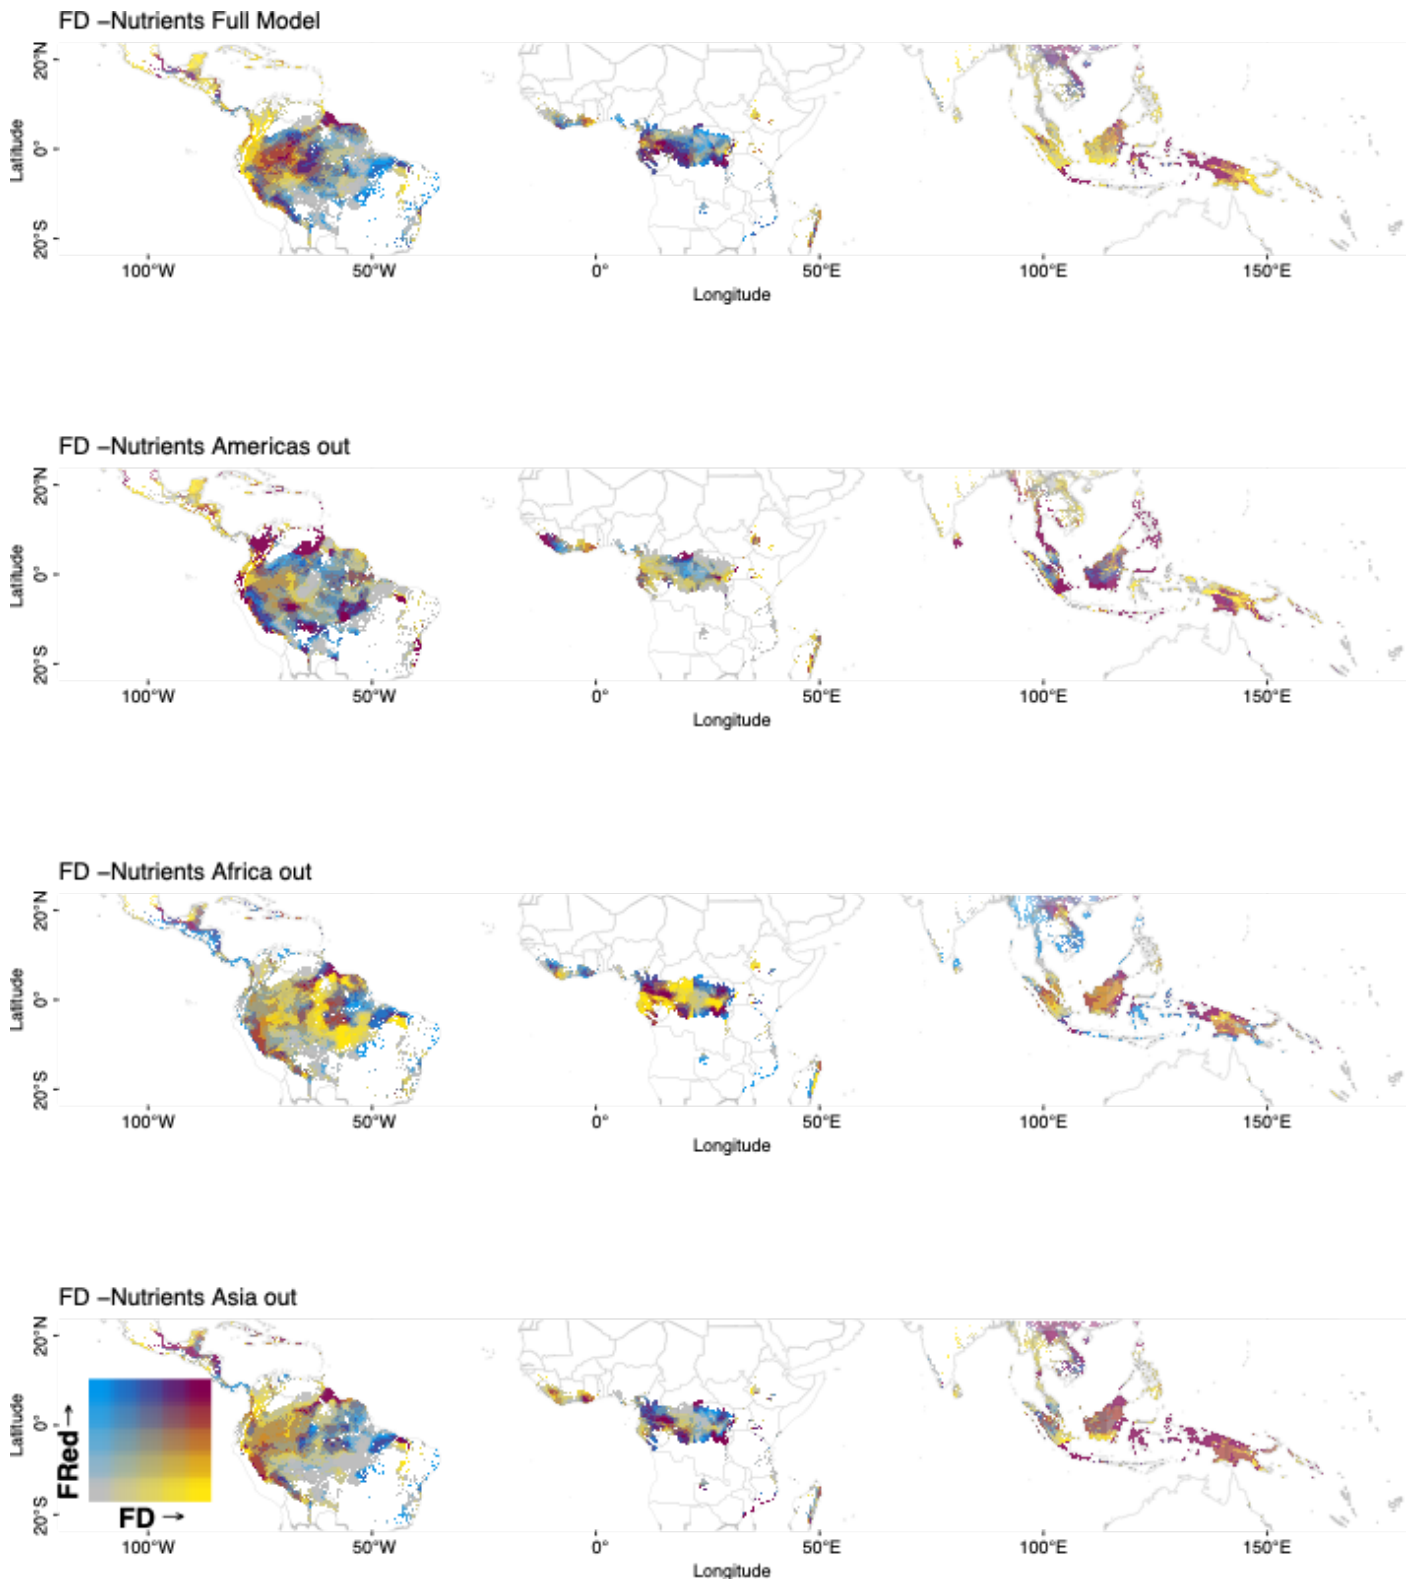 FD −Nutrients Full Model
20°N
0°
20°S
Latitude
100°W 50°W 0° 50°E 100°E 150°E
Longitude
FD −Nutrients Americas out
20°N
0°
20°S
Latitude
100°W 50°W 0° 50°E 100°E 150°E
Longitude
FD −Nutrients Africa out
20°N
0°
20°S
Latitude
100°W 50°W 0° 50°E 100°E 150°E
Longitude
FD −Nutrients Asia out
20°N
0°
20°S
Latitude
FRed→
FD →
100°W 50°W 0° 50°E 100°E 150°E
Longitude